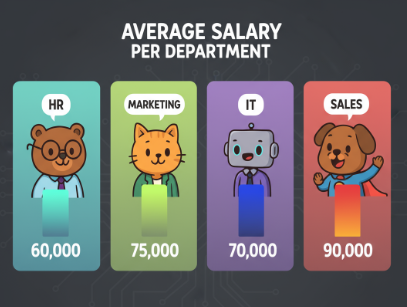 AVERAGE SALARY
PER DEPARTMENT
HR
MARKETING
IT
SALES
60,000
75,000
70,000
90,000